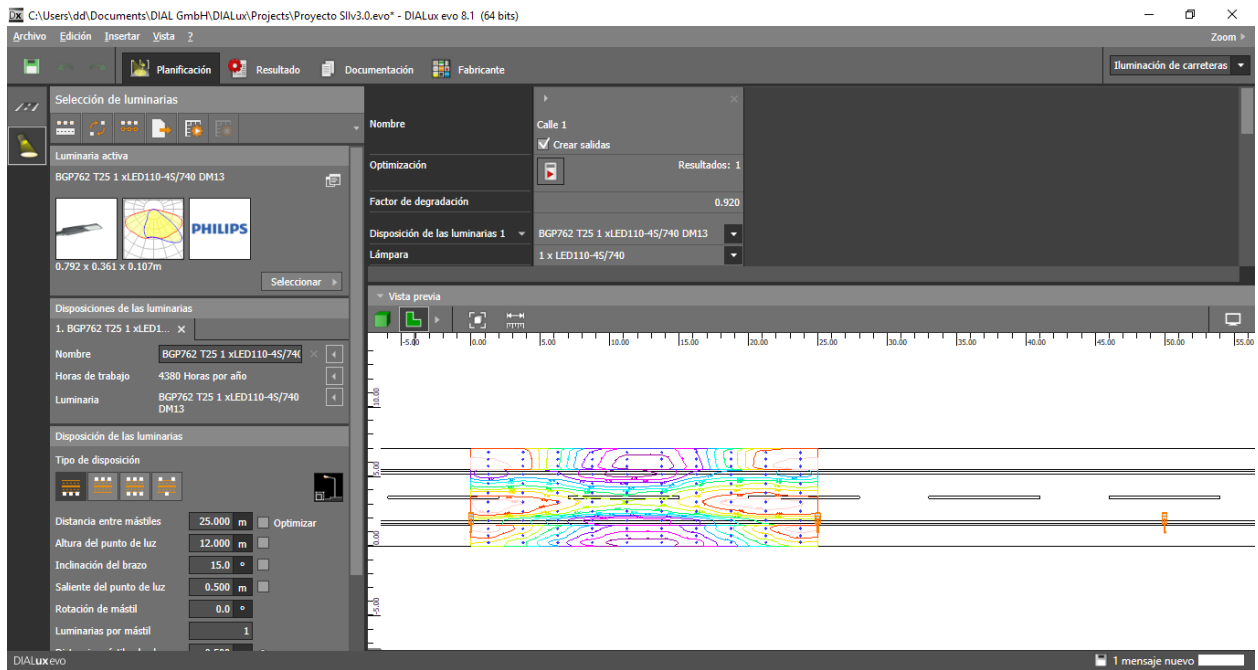 C:\Users\dd\Documents\DIAL GmbH\DIALux\Projects\Proyecto SIIv3.0.evo* - DIALux evo 8.1 (64 bits)
Archivo Edición Insertar Vista ?
Zoom
Planificación Resultado Documentación Fabricante
Iluminación de carreteras
Selección de luminarias
Luminaria activa
BGP762 T25 1 xLED110-4S/740 DM13
PHILIPS
0.792 x 0.361 x 0.107m
Seleccionar
Disposiciones de las luminarias
1. BGP762 T25 1 xLED1... x
Nombre BGP762 T25 1 xLED110-4S/74(
Horas de trabajo 4380 Horas por año
Luminaria BGP762 T25 1 xLED110-4S/740
DM13
Disposición de las luminarias
Tipo de disposición
Distancia entre mástiles 25.000 m Optimizar
Altura del punto de luz 12.000 m
Inclinación del brazo 15.0 °
Saliente del punto de luz 0.500 m
Rotación de mástil 0.0 °
Luminarias por mástil 1
Nombre Calle 1
Crear salidas
Optimización Resultados: 1
Factor de degradación 0.920
Disposición de las luminarias 1 BGP762 T25 1 xLED110-4S/740 DM13
Lámpara 1 x LED110-4S/740
Vista previa
-5.00 0.00 5.00 10.00 15.00 20.00 25.00 30.00 35.00 40.00 45.00 50.00 55.00
10.00
5.00
0.00
-5.00
DIALux evo
1 mensaje nuevo